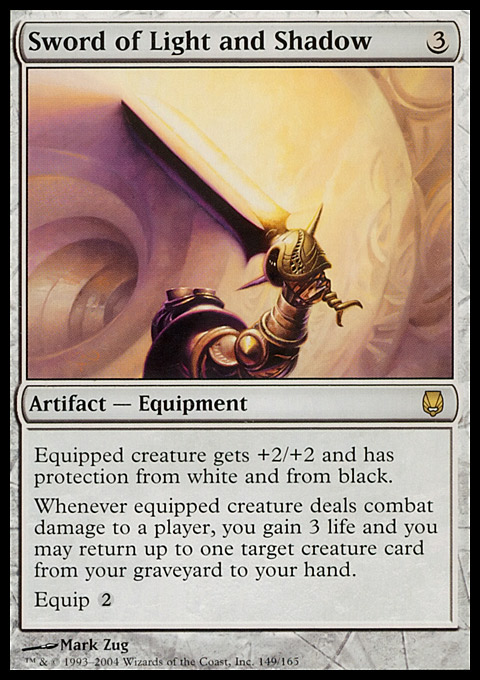 Sword of Light and Shadow 3
Artifact — Equipment
Equipped creature gets +2/+2 and has
protection from white and from black.
Whenever equipped creature deals combat
damage to a player, you gain 3 life and you
may return up to one target creature card
from your graveyard to your hand.
Equip 2
Mark Zug
™ & © 1993–2004 Wizards of the Coast, Inc. 149/165